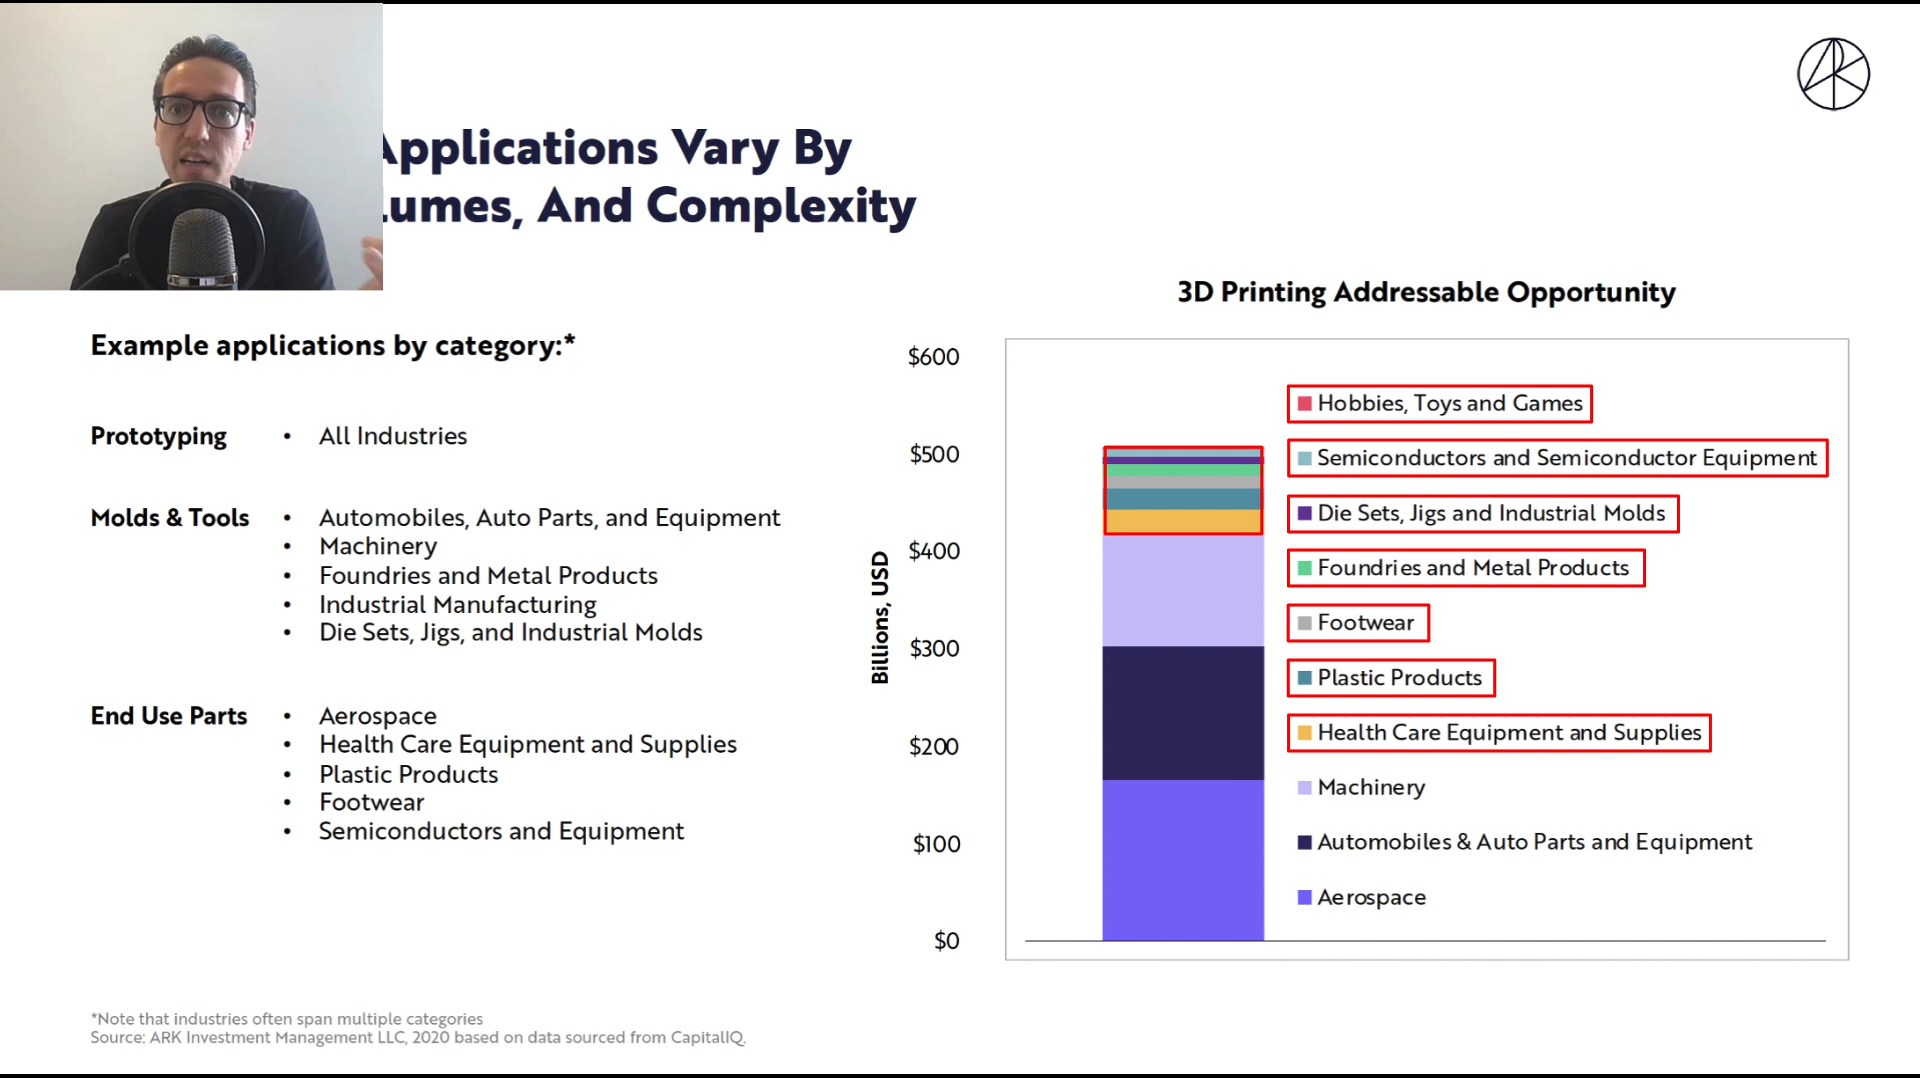 Applications Vary By
lumes, And Complexity
Example applications by category:*
Prototyping
• All Industries
Molds & Tools
• Automobiles, Auto Parts, and Equipment
• Machinery
• Foundries and Metal Products
• Industrial Manufacturing
• Die Sets, Jigs, and Industrial Molds
End Use Parts
• Aerospace
• Health Care Equipment and Supplies
• Plastic Products
• Footwear
• Semiconductors and Equipment
3D Printing Addressable Opportunity
Billions, USD
$600
$500
$400
$300
$200
$100
$0
Hobbies, Toys and Games
Semiconductors and Semiconductor Equipment
Die Sets, Jigs and Industrial Molds
Foundries and Metal Products
Footwear
Plastic Products
Health Care Equipment and Supplies
Machinery
Automobiles & Auto Parts and Equipment
Aerospace
*Note that industries often span multiple categories
Source: ARK Investment Management LLC, 2020 based on data sourced from CapitalIQ.